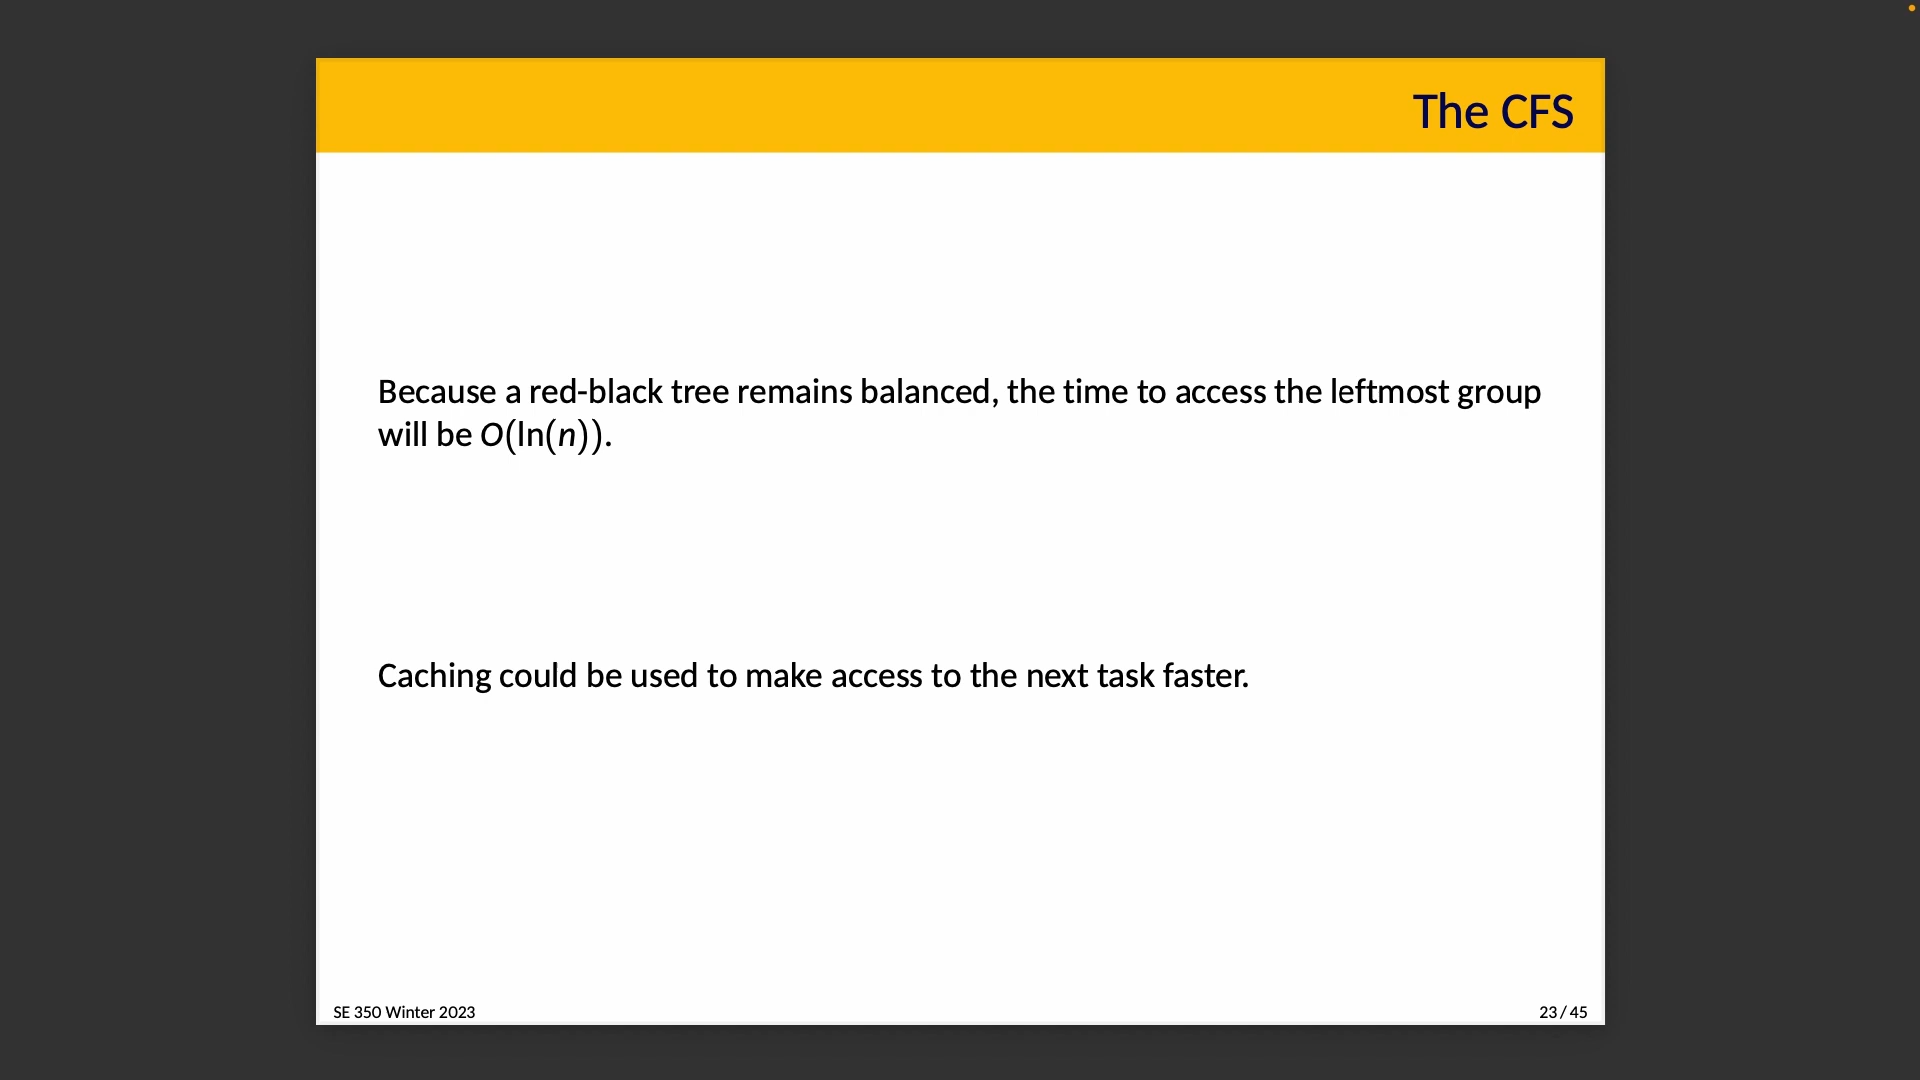 The CFS
Because a red-black tree remains balanced, the time to access the leftmost group
will be O(ln(n)).
Caching could be used to make access to the next task faster.
SE 350 Winter 2023
23 / 45